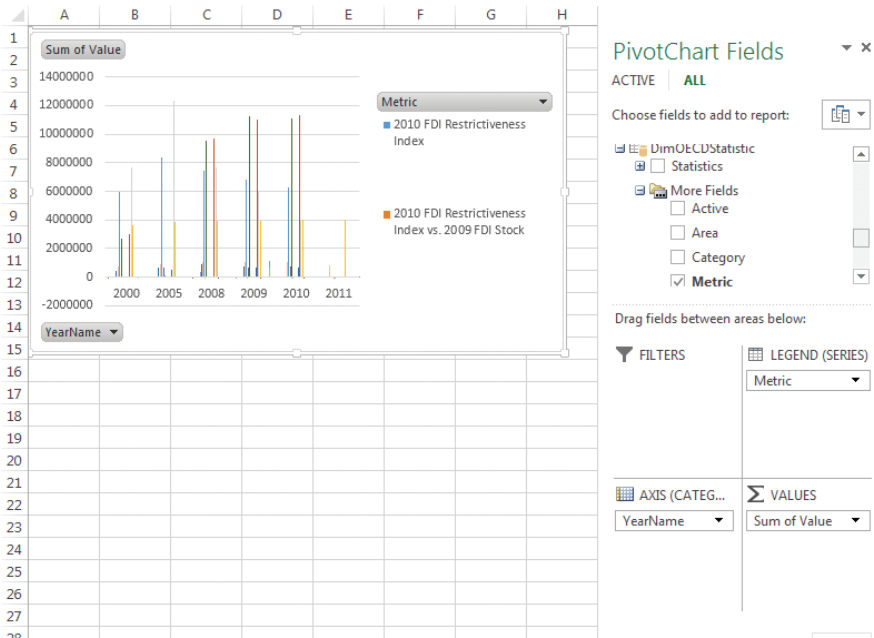 A B C D E F G H
1
2
3
4
5
6
7
8
9
10
11
12
13
14
15
16
17
18
19
20
21
22
23
24
25
26
27
28
Sum of Value
14000000
12000000
10000000
8000000
6000000
4000000
2000000
0
-2000000
2000 2005 2008 2009 2010 2011
YearName
Metric
2010 FDI Restrictiveness
Index
2010 FDI Restrictiveness
Index vs. 2009 FDI Stock
PivotChart Fields
ACTIVE ALL
Choose fields to add to report:
DimOECDStatistic
Statistics
More Fields
Active
Area
Category
Metric
Drag fields between areas below:
FILTERS
LEGEND (SERIES)
Metric
AXIS (CATEG...
YearName
VALUES
Sum of Value